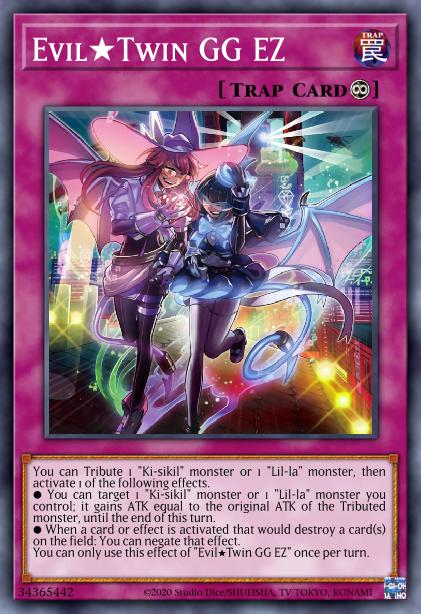 EVIL★TWIN GG EZ
TRAP
罠
[TRAP CARD♾]
You can Tribute 1 "Ki-sikil" monster or 1 "Lil-la" monster, then
activate 1 of the following effects.
● You can target 1 "Ki-sikil" monster or 1 "Lil-la" monster you
control; it gains ATK equal to the original ATK of the Tributed
monster, until the end of this turn.
● When a card or effect is activated that would destroy a card(s)
on the field: You can negate that effect.
You can only use this effect of "Evil★Twin GG EZ" once per turn.
34365442
©2020 Studio Dice/SHUEISHA, TV TOKYO, KONAMI